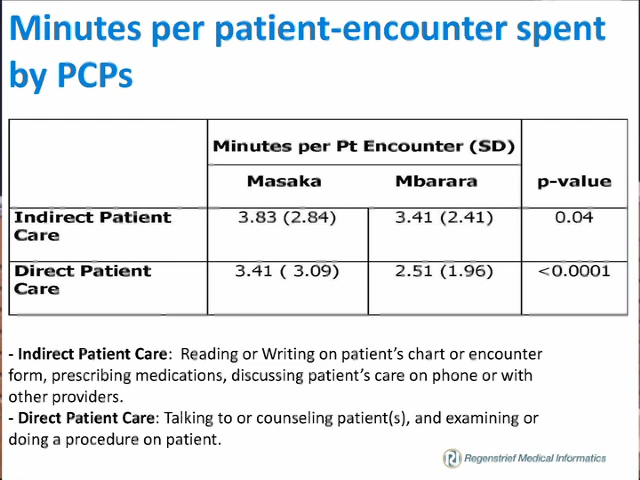 Minutes per patient-encounter spent
by PCPs
Minutes per Pt Encounter (SD)
Masaka Mbarara p-value
Indirect Patient Care 3.83 (2.84) 3.41 (2.41) 0.04
Direct Patient Care 3.41 ( 3.09) 2.51 (1.96) <0.0001
- Indirect Patient Care: Reading or Writing on patient's chart or encounter
form, prescribing medications, discussing patient's care on phone or with
other providers.
- Direct Patient Care: Talking to or counseling patient(s), and examining or
doing a procedure on patient.
Regenstrief Medical Informatics